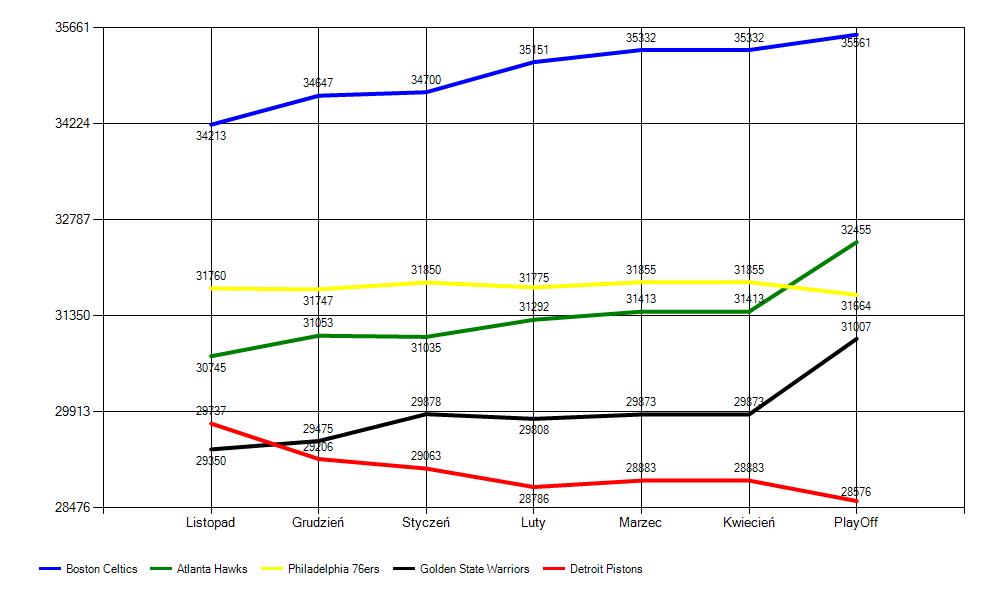 35661
34224
32787
31350
29913
28476
34213 34647 34700 35151 35332 35332 35561
31760 31747 31850 31775 31855 31855 31664
30745 31053 31035 31292 31413 31413 32455
29350 29475 29878 29808 29873 29873 31007
29737 29206 29063 28786 28883 28883 28576
Listopad Grudzień Styczeń Luty Marzec Kwiecień PlayOff
Boston Celtics Atlanta Hawks Philadelphia 76ers Golden State Warriors Detroit Pistons